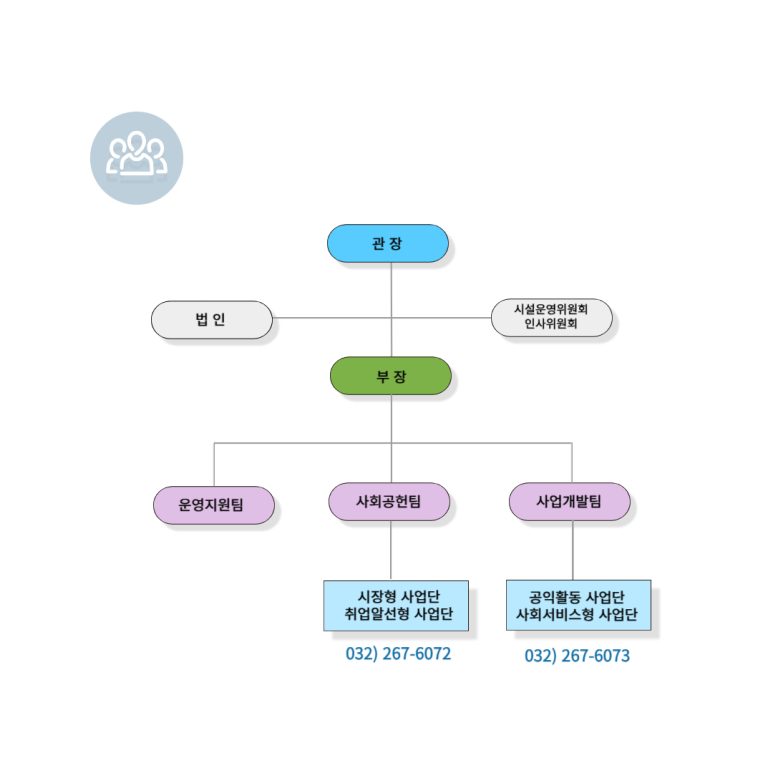 관 장
법 인
시설운영위원회
인사위원회
부 장
운영지원팀
사회공헌팀
사업개발팀
시장형 사업단
취업알선형 사업단
공익활동 사업단
사회서비스형 사업단
032) 267-6072
032) 267-6073